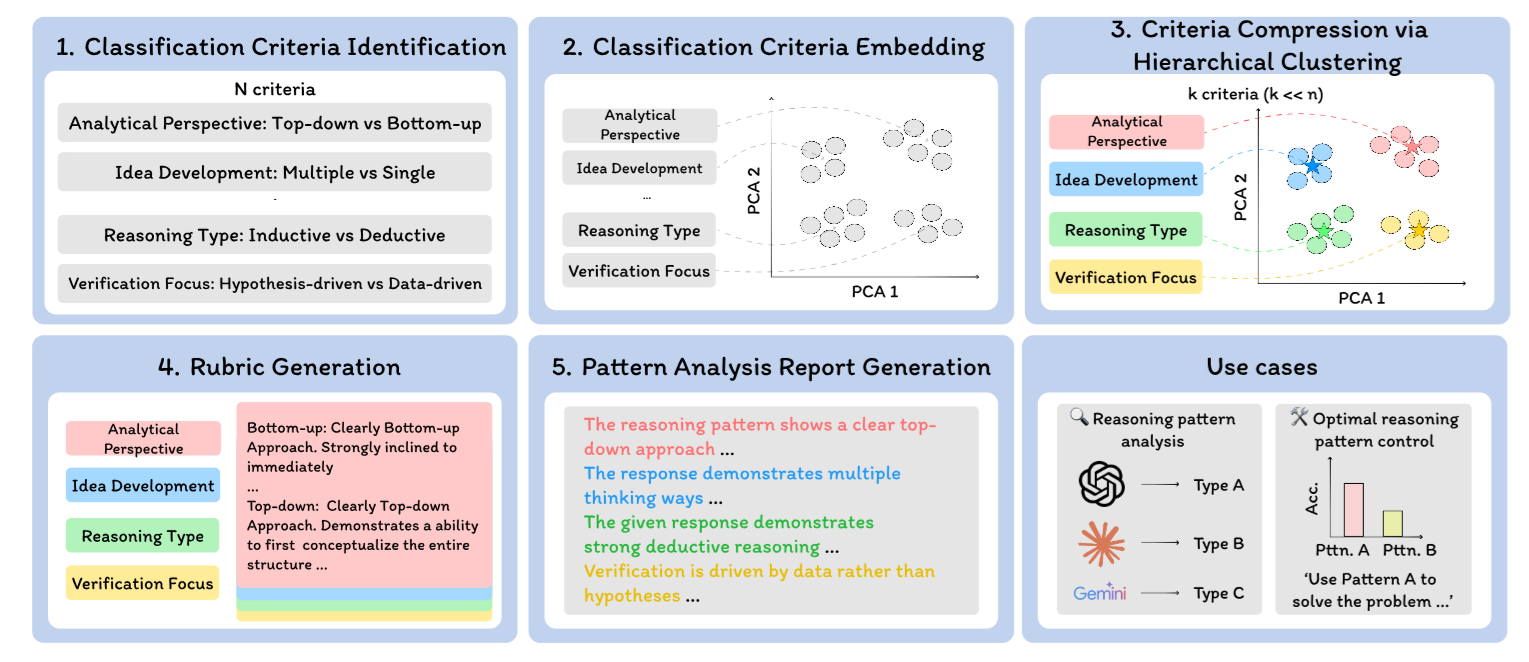 1. Classification Criteria Identification
N criteria
Analytical Perspective: Top-down vs Bottom-up
Idea Development: Multiple vs Single
.
Reasoning Type: Inductive vs Deductive
Verification Focus: Hypothesis-driven vs Data-driven
2. Classification Criteria Embedding
Analytical
Perspective
Idea Development
...
Reasoning Type
Verification Focus
PCA 2
PCA 1
3. Criteria Compression via
Hierarchical Clustering
k criteria (k << n)
Analytical
Perspective
Idea Development
Reasoning Type
Verification Focus
PCA 2
PCA 1
4. Rubric Generation
Analytical
Perspective
Idea Development
Reasoning Type
Verification Focus
Bottom-up: Clearly Bottom-up
Approach. Strongly inclined to
immediately
...
Top-down: Clearly Top-down
Approach. Demonstrates a ability
to first conceptualize the entire
structure ...
5. Pattern Analysis Report Generation
The reasoning pattern shows a clear top-
down approach ...
The response demonstrates multiple
thinking ways ...
The given response demonstrates
strong deductive reasoning ...
Verification is driven by data rather than
hypotheses ...
Use cases
Reasoning pattern
analysis
Type A
Type B
Gemini
Type C
Optimal reasoning
pattern control
Acc.
Pttn. A Pttn. B
‘Use Pattern A to
solve the problem ...’